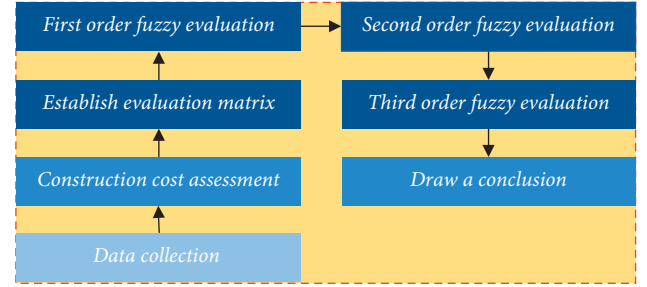 First order fuzzy evaluation
Second order fuzzy evaluation
Establish evaluation matrix
Third order fuzzy evaluation
Construction cost assessment
Draw a conclusion
Data collection